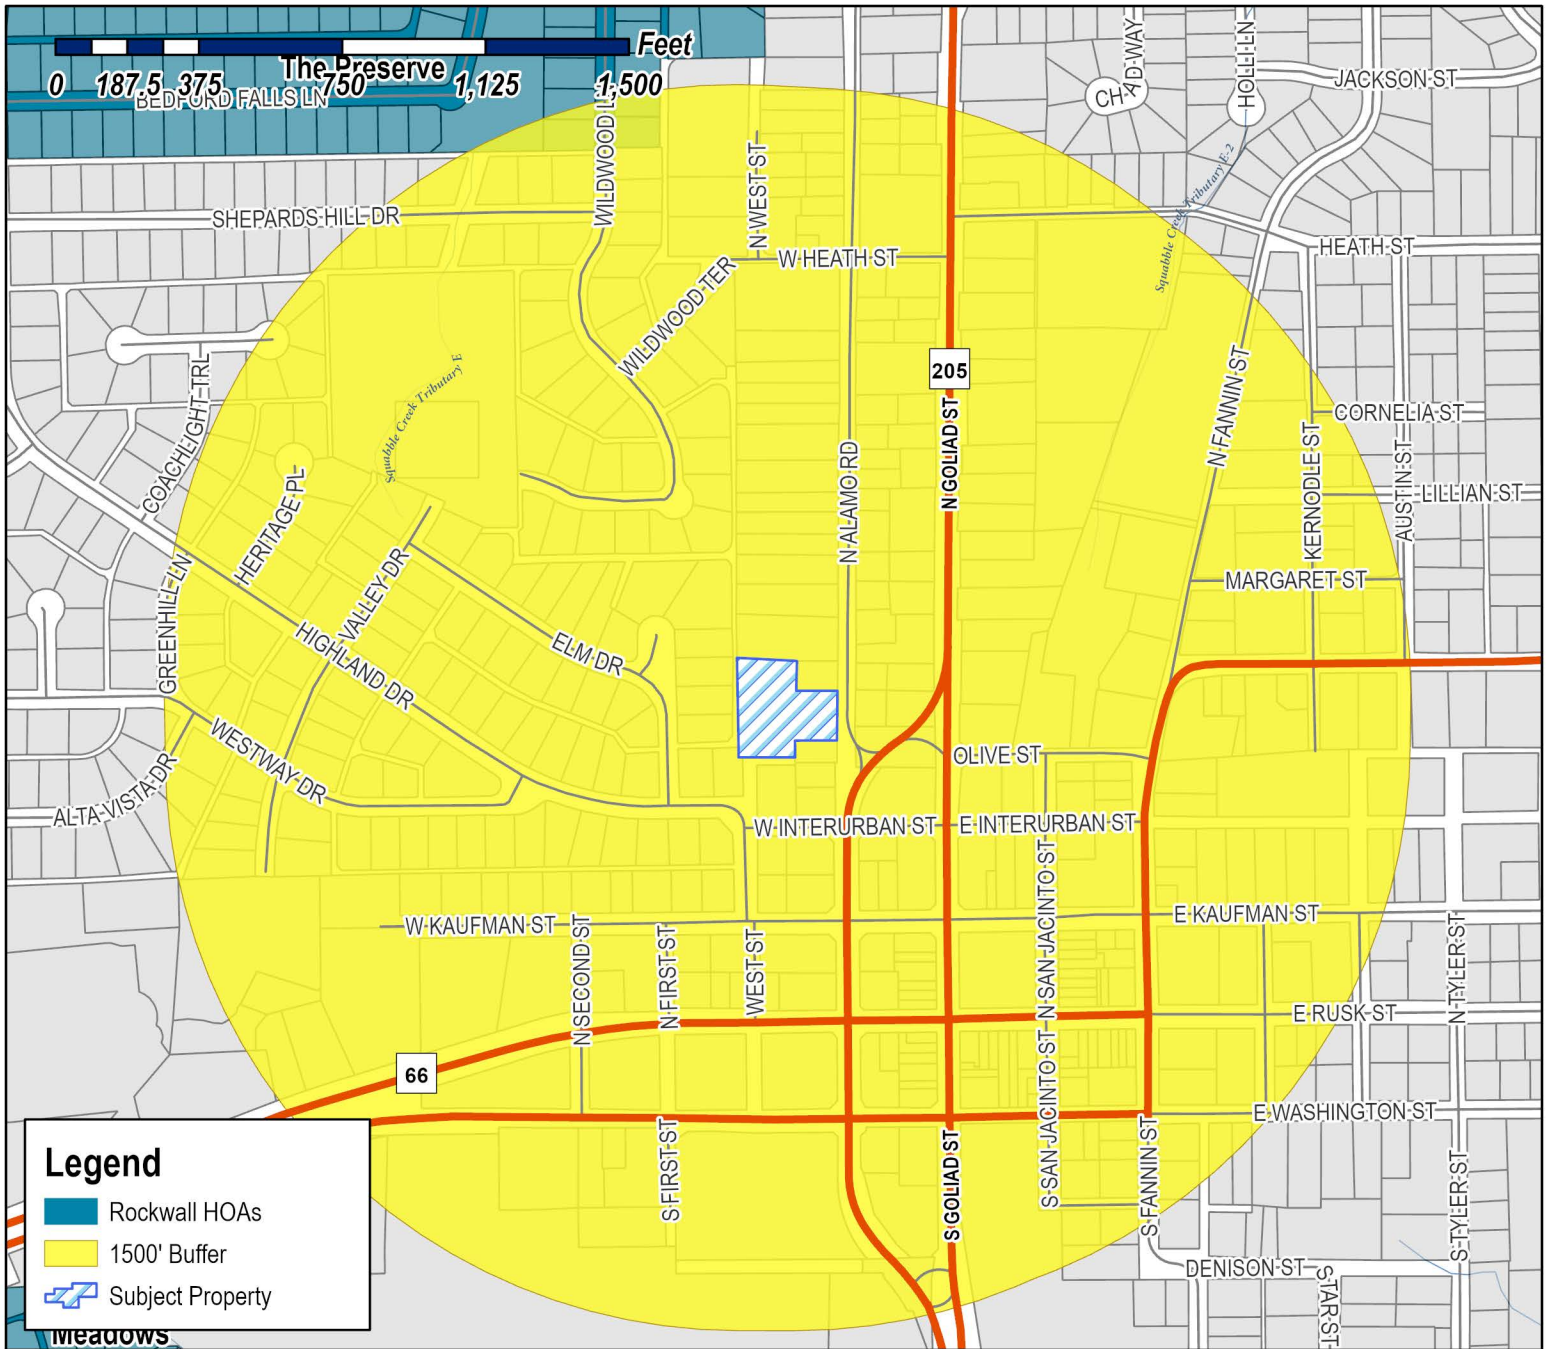 Feet
0 187.5 375 750 1,125 1,500
The Preserve
BEDFORD FALLS LN
WILDWOOD LN
CHAD WAY
HOLLI LN
JACKSON ST
N WEST ST
Squabble Creek Tributary E-2
SHEPARDS HILL DR
HEATH ST
W HEATH ST
WILDWOOD TER
COACHLIGHT TRL
Squabble Creek Tributary E
205
N GOLIAD ST
N FANNIN ST
CORNELIA ST
KERNODLE ST
AUSTIN ST
LILLIAN ST
N ALAMO RD
HERITAGE PL
GREENHILL LN
VALLEY DR
HIGHLAND DR
ELM DR
MARGARET ST
WESTWAY DR
ALTA VISTA DR
OLIVE ST
W INTERURBAN ST
E INTERURBAN ST
W KAUFMAN ST
E KAUFMAN ST
N SECOND ST
N FIRST ST
WEST ST
N SAN JACINTO ST
N TYLER ST
E RUSK ST
66
E WASHINGTON ST
S FIRST ST
S GOLIAD ST
S SAN JACINTO ST
S FANNIN ST
S TYLER ST
DENISON ST
STAR ST
Legend
Rockwall HOAs
1500' Buffer
Subject Property
Meadows